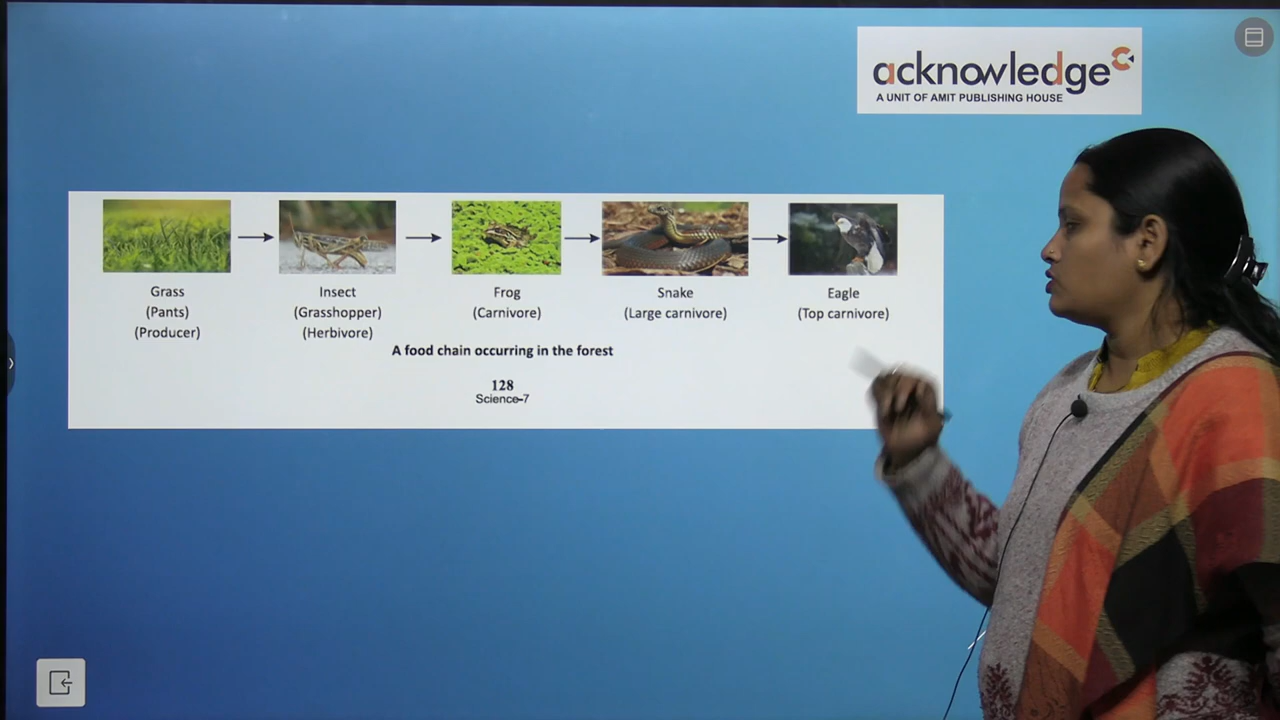 acknowledge
A UNIT OF AMIT PUBLISHING HOUSE
Grass
(Pants)
(Producer)
Insect
(Grasshopper)
(Herbivore)
Frog
(Carnivore)
Snake
(Large carnivore)
Eagle
(Top carnivore)
A food chain occurring in the forest
128
Science-7